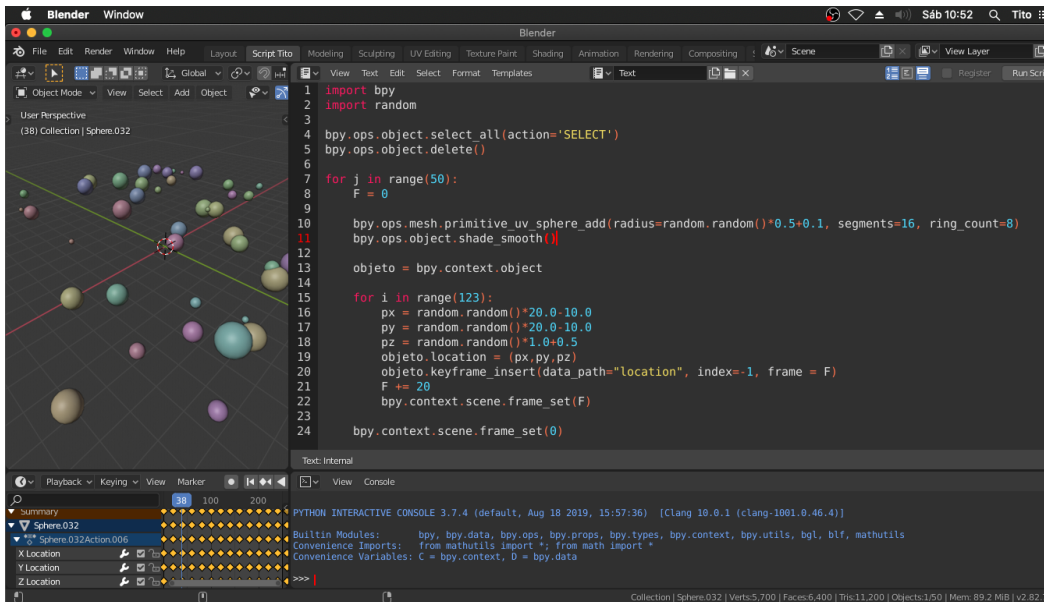 Blender Window Sáb 10:52 Tito
Blender
File Edit Render Window Help Layout Script Tito Modeling Sculpting UV Editing Texture Paint Shading Animation Rendering Compositing Scene View Layer
Global View Text Edit Select Format Templates Text Register Run Scri
Object Mode View Select Add Object
User Perspective
(38) Collection | Sphere.032
1 import bpy
2 import random
3
4 bpy.ops.object.select_all(action='SELECT')
5 bpy.ops.object.delete()
6
7 for j in range(50):
8 F = 0
9
10 bpy.ops.mesh.primitive_uv_sphere_add(radius=random.random()*0.5+0.1, segments=16, ring_count=8)
11 bpy.ops.object.shade_smooth()
12
13 objeto = bpy.context.object
14
15 for i in range(123):
16 px = random.random()*20.0-10.0
17 py = random.random()*20.0-10.0
18 pz = random.random()*1.0+0.5
19 objeto.location = (px,py,pz)
20 objeto.keyframe_insert(data_path="location", index=-1, frame = F)
21 F += 20
22 bpy.context.scene.frame_set(F)
23
24 bpy.context.scene.frame_set(0)
Text: Internal
Playback Keying View Marker View Console
38 100 200
Summary
Sphere.032
Sphere.032Action.006
X Location
Y Location
Z Location
PYTHON INTERACTIVE CONSOLE 3.7.4 (default, Aug 18 2019, 15:57:36) [Clang 10.0.1 (clang-1001.0.46.4)]
Builtin Modules: bpy, bpy.data, bpy.ops, bpy.props, bpy.types, bpy.context, bpy.utils, bgl, blf, mathutils
Convenience Imports: from mathutils import *; from math import *
Convenience Variables: C = bpy.context, D = bpy.data
>>>
Collection | Sphere.032 | Verts:5,700 | Faces:6,400 | Tris:11,200 | Objects:1/50 | Mem: 89.2 MiB | v2.82.